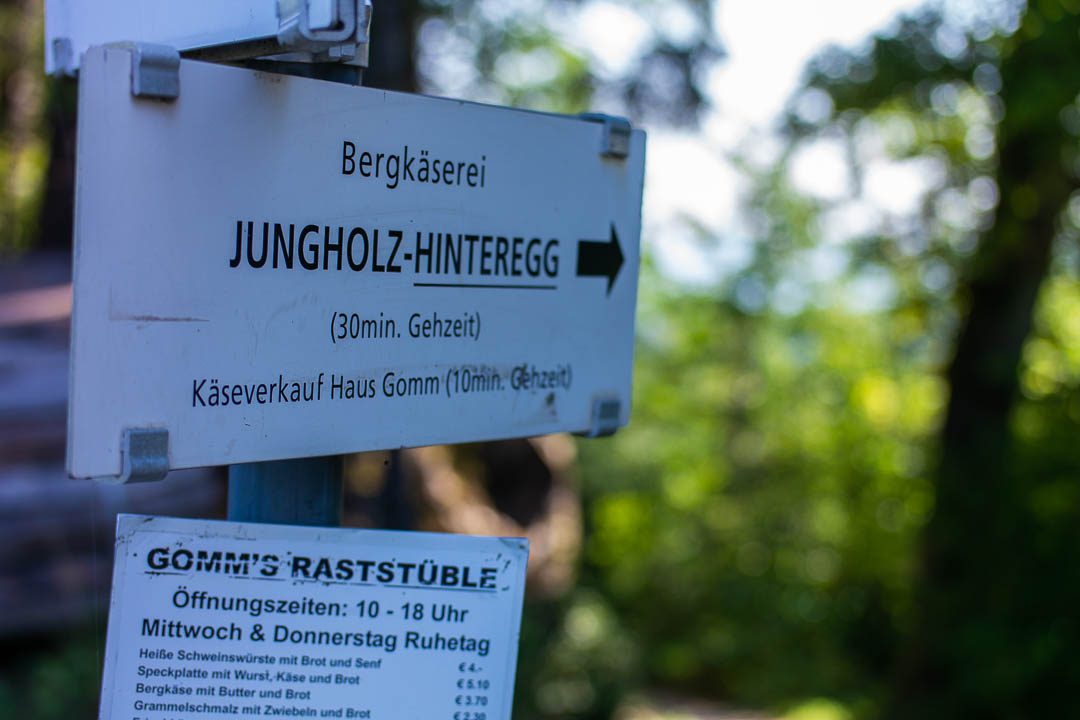 Bergkäserei
JUNGHOLZ-HINTEREGG
(30min. Gehzeit)
Käseverkauf Haus Gomm (10min. Gehzeit)
GOMM'S RASTSTÜBLE
Öffnungszeiten: 10 - 18 Uhr
Mittwoch & Donnerstag Ruhetag
Heiße Schweinswürste mit Brot und Senf € 4.-
Speckplatte mit Wurst,-Käse und Brot € 5.10
Bergkäse mit Butter und Brot € 3.70
Grammelschmalz mit Zwiebeln und Brot € 2.30